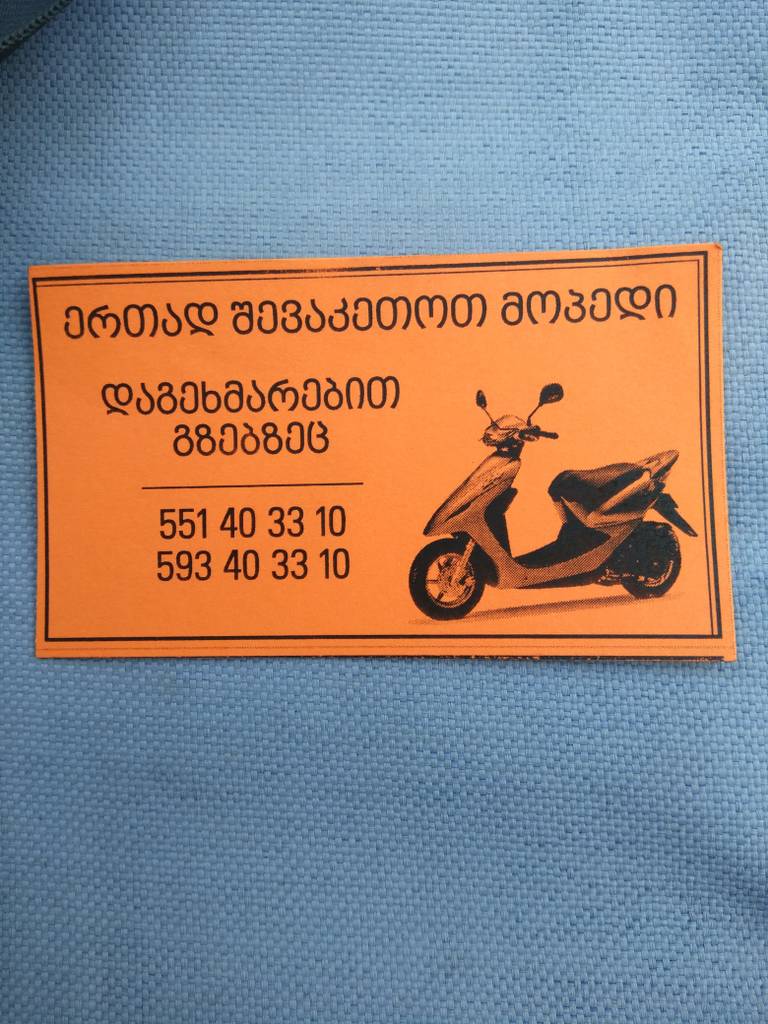 ერთად შევაკეთოთ მოპედი
დაგეხმარებით
გზებზეც
551 40 33 10
593 40 33 10